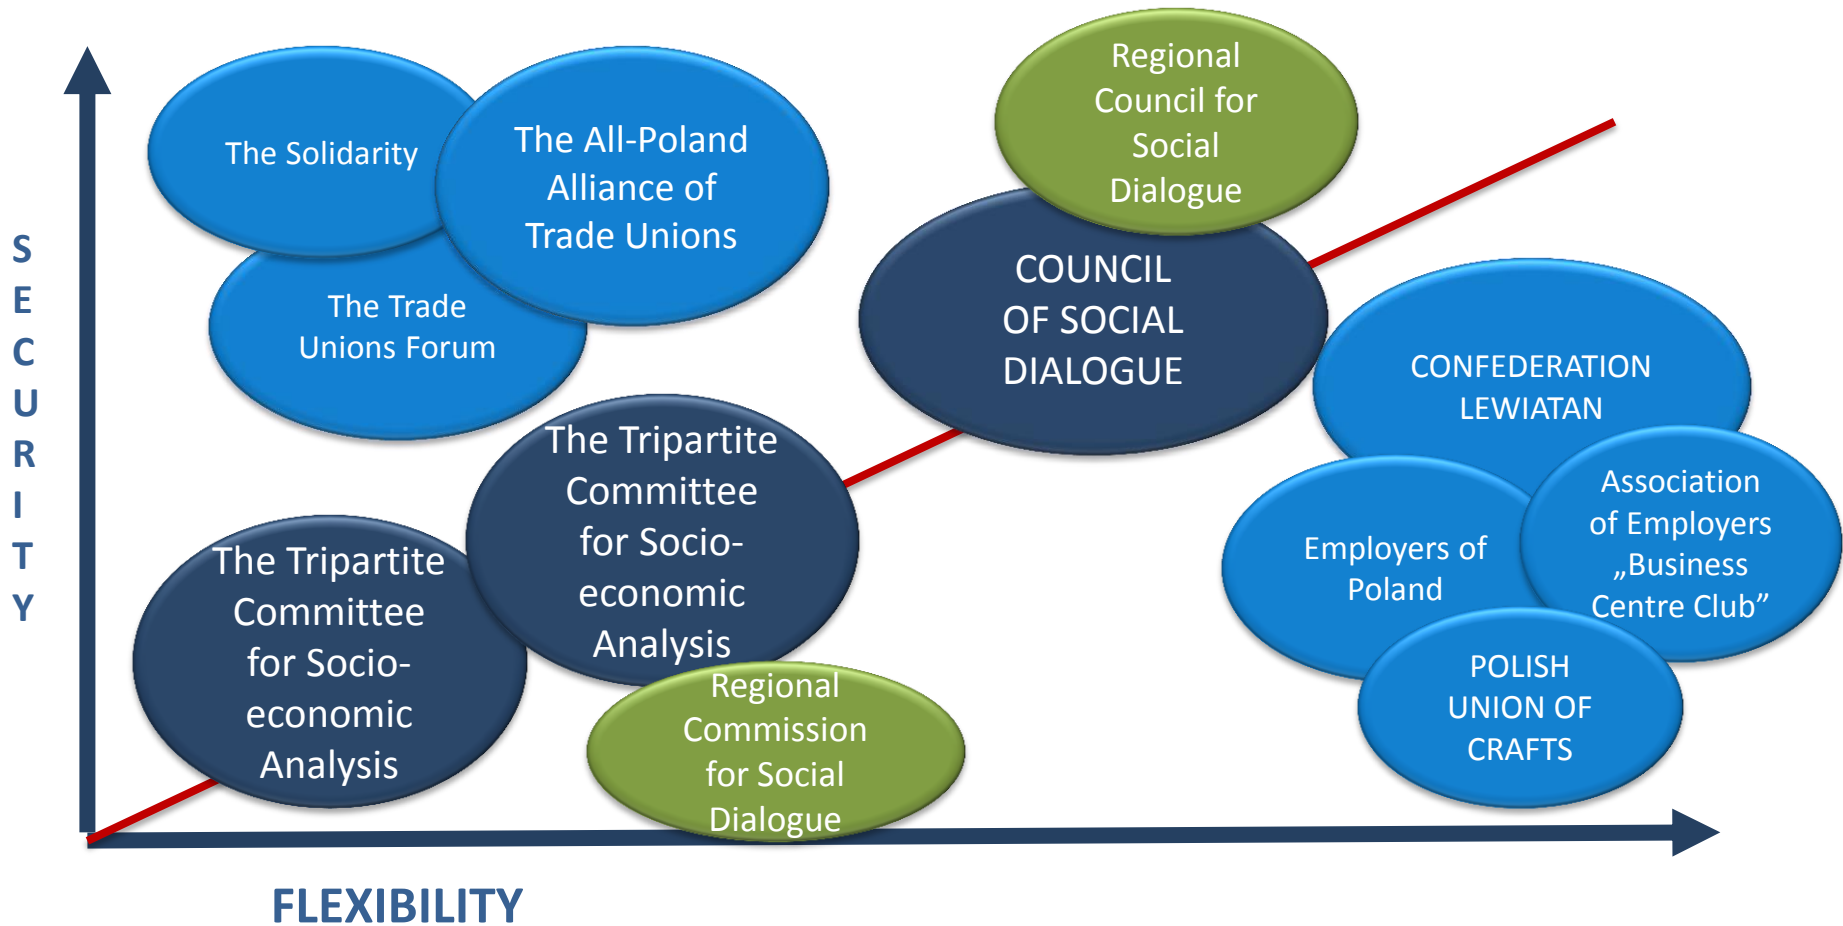 SECURITY
The Solidarity
The All-Poland
Alliance of
Trade Unions
The Trade
Unions Forum
Regional
Council for
Social
Dialogue
COUNCIL
OF SOCIAL
DIALOGUE
CONFEDERATION
LEWIATAN
Association
of Employers
„Business
Centre Club”
Employers of
Poland
POLISH
UNION OF
CRAFTS
The Tripartite
Committee
for Socio-
economic
Analysis
The Tripartite
Committee
for Socio-
economic
Analysis
Regional
Commission
for Social
Dialogue
FLEXIBILITY